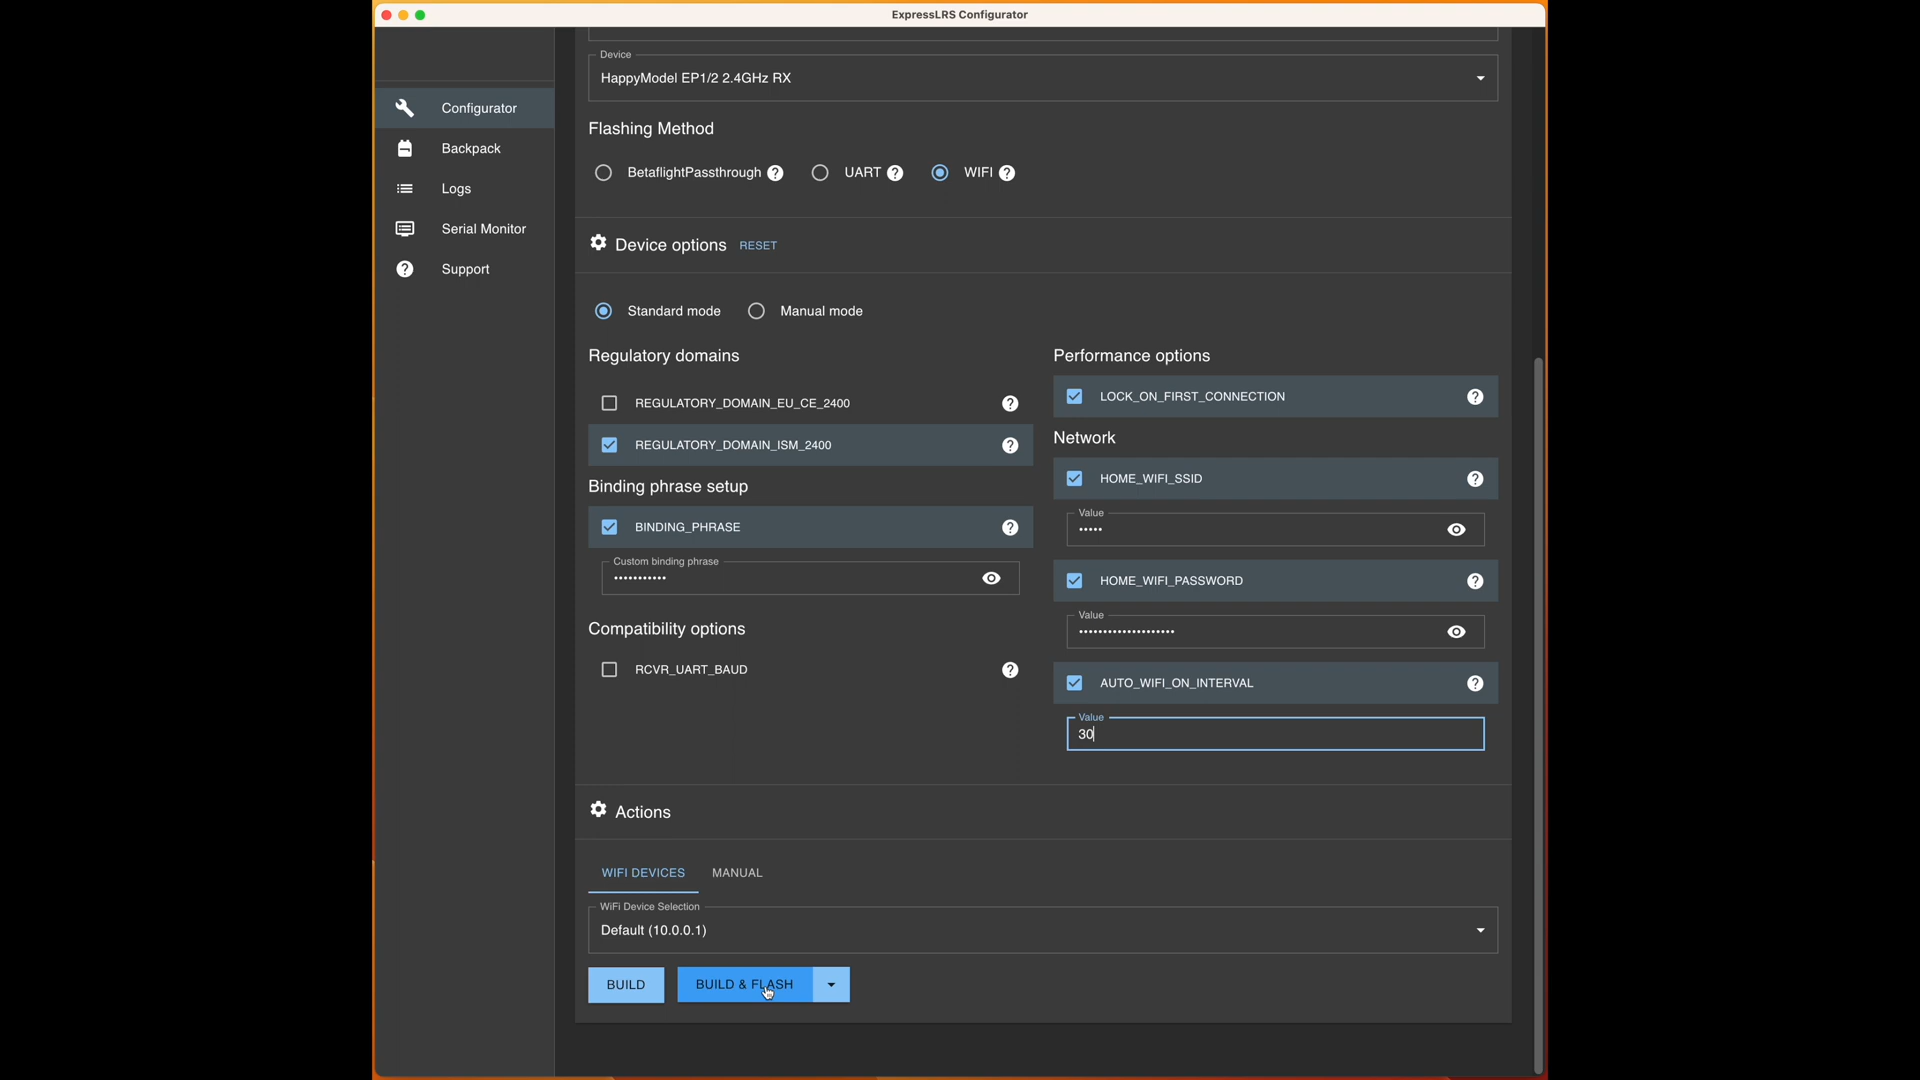 ExpressLRS Configurator
Configurator
Backpack
Logs
Serial Monitor
Support
Device
HappyModel EP1/2 2.4GHz RX
Flashing Method
BetaflightPassthrough
UART
WIFI
Device options RESET
Standard mode
Manual mode
Regulatory domains
REGULATORY_DOMAIN_EU_CE_2400
REGULATORY_DOMAIN_ISM_2400
Binding phrase setup
BINDING_PHRASE
Custom binding phrase
•••••••••••
Compatibility options
RCVR_UART_BAUD
Performance options
LOCK_ON_FIRST_CONNECTION
Network
HOME_WIFI_SSID
Value
•••••
HOME_WIFI_PASSWORD
Value
••••••••••••••••••••
AUTO_WIFI_ON_INTERVAL
Value
30
Actions
WIFI DEVICES
MANUAL
WiFi Device Selection
Default (10.0.0.1)
BUILD
BUILD & FLASH